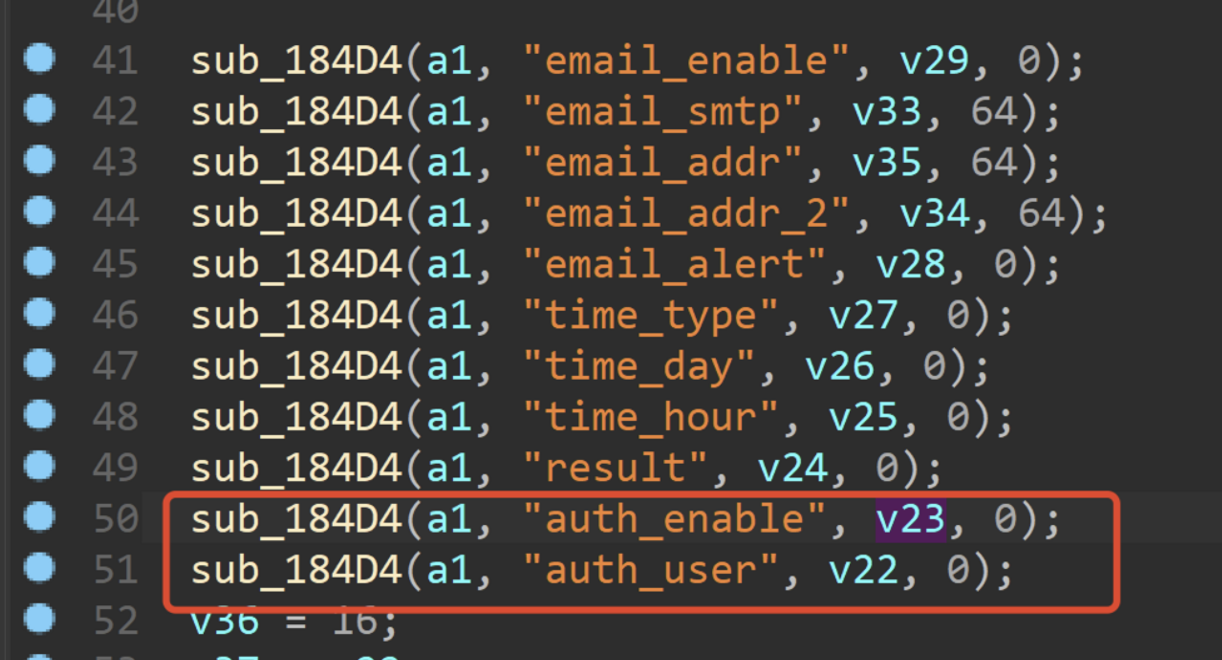 40
41 sub_184D4(a1, "email_enable", v29, 0);
42 sub_184D4(a1, "email_smtp", v33, 64);
43 sub_184D4(a1, "email_addr", v35, 64);
44 sub_184D4(a1, "email_addr_2", v34, 64);
45 sub_184D4(a1, "email_alert", v28, 0);
46 sub_184D4(a1, "time_type", v27, 0);
47 sub_184D4(a1, "time_day", v26, 0);
48 sub_184D4(a1, "time_hour", v25, 0);
49 sub_184D4(a1, "result", v24, 0);
50 sub_184D4(a1, "auth_enable", v23, 0);
51 sub_184D4(a1, "auth_user", v22, 0);
52 v36 = 16;